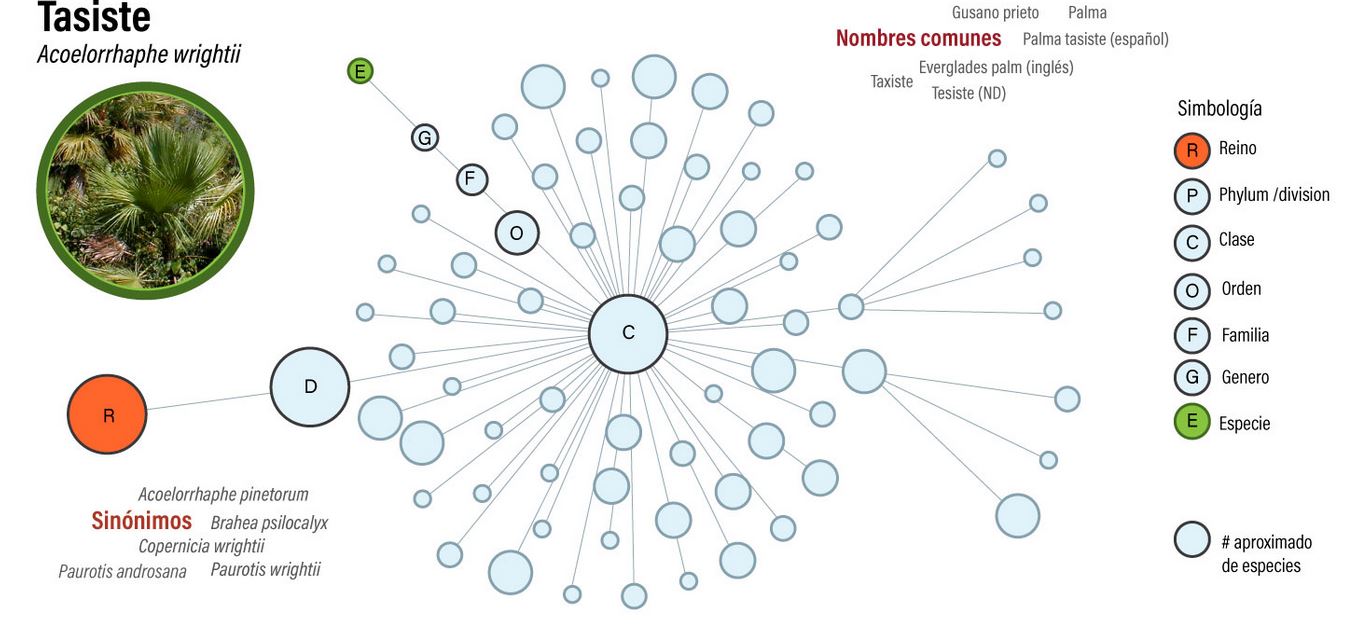 Tasiste
Acoelorrhaphe wrightii
Gusano prieto Palma
Nombres comunes Palma tasiste (español)
Everglades palm (inglés)
Taxiste
Tesiste (ND)
E
G
F
O
C
D
R
Simbología
R Reino
P Phylum /division
C Clase
O Orden
F Familia
G Genero
E Especie
# aproximado
de especies
Acoelorrhaphe pinetorum
Sinónimos Brahea psilocalyx
Copernicia wrightii
Paurotis androsana Paurotis wrightii